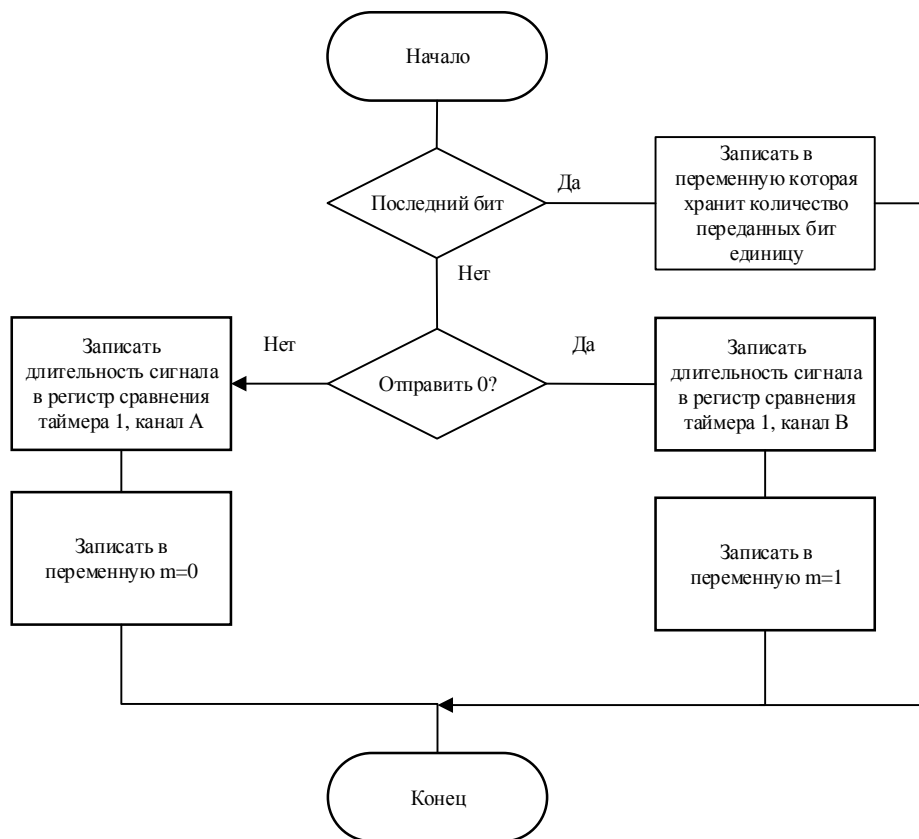 Начало
Последний бит
Да
Записать в
переменную которая
хранит количество
переданных бит
единицу
Нет
Записать
длительность сигнала
в регистр сравнения
таймера 1, канал А
Нет
Отправить 0?
Да
Записать
длительность сигнала
в регистр сравнения
таймера 1, канал В
Записать в
переменную m=0
Записать в
переменную m=1
Конец